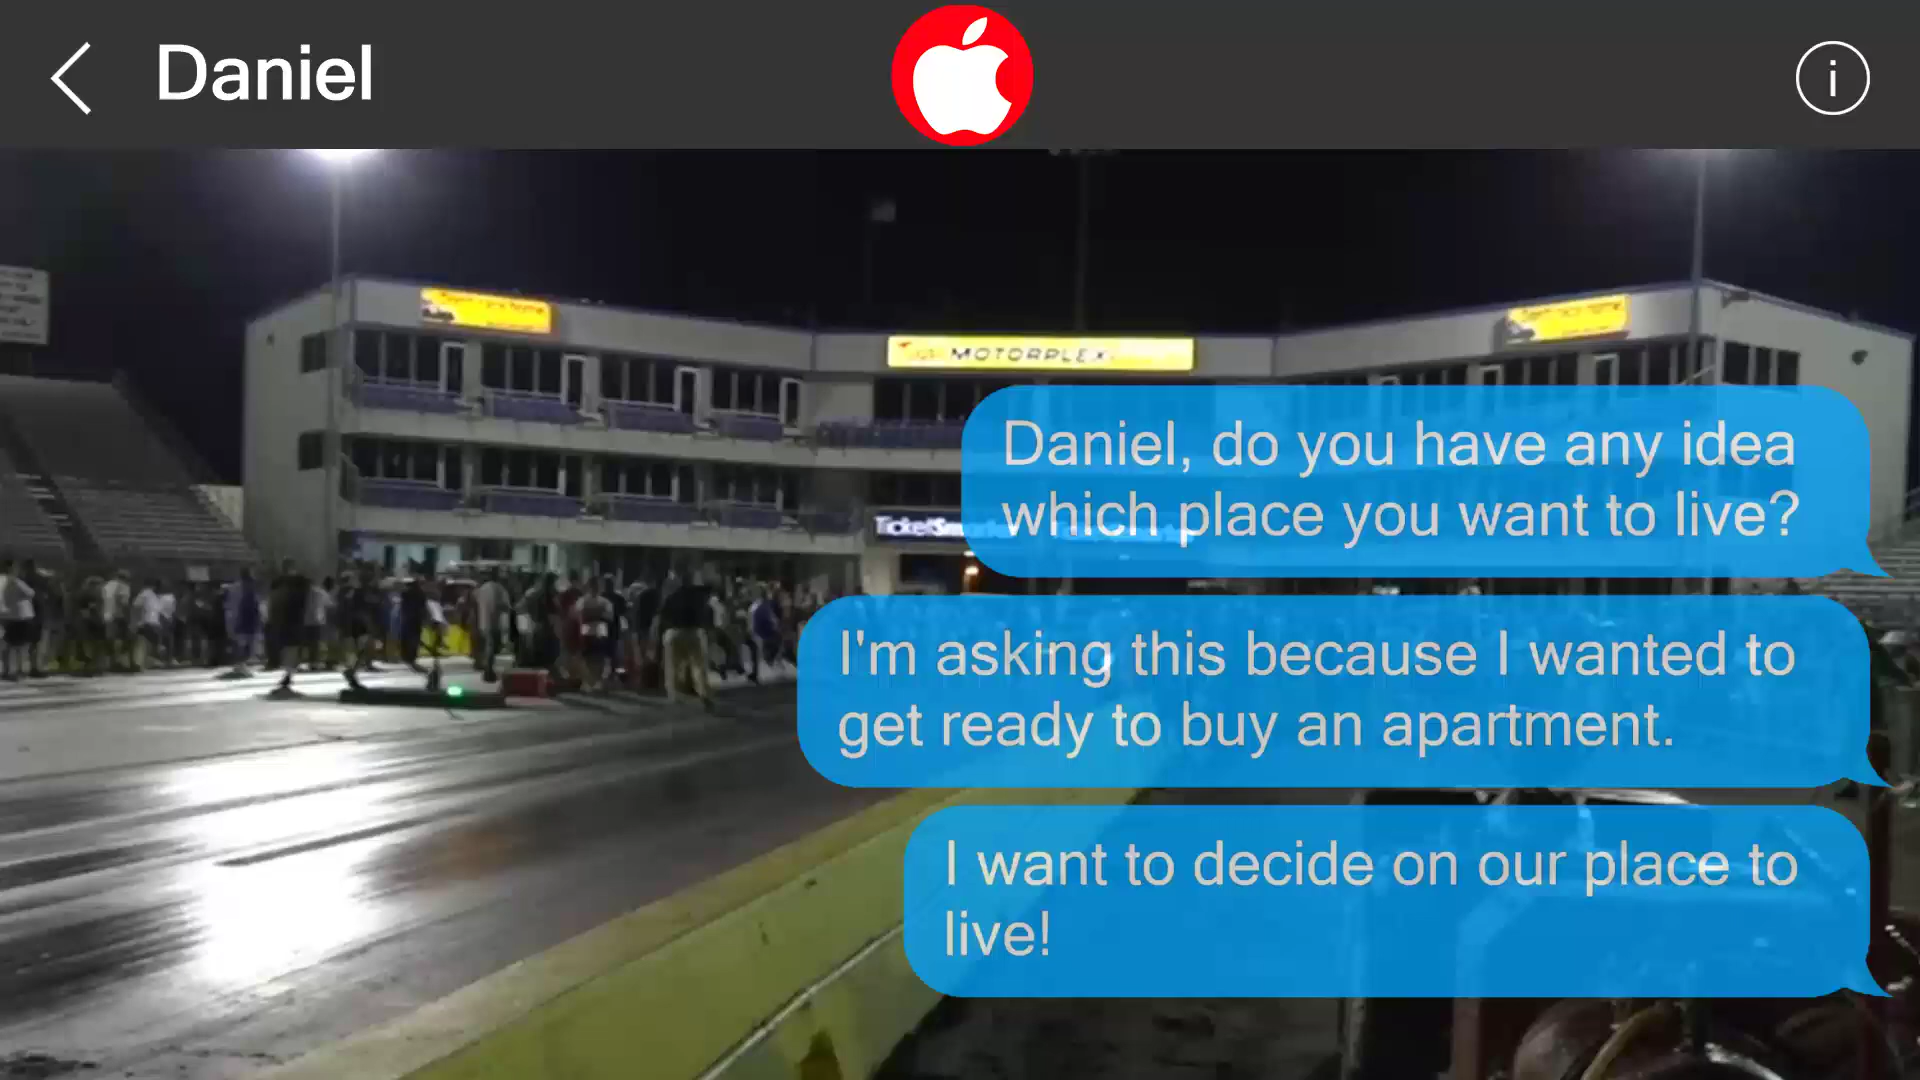 Daniel
MOTORPLEX
Daniel, do you have any idea
which place you want to live?
TicketSmarter
I'm asking this because I wanted to
get ready to buy an apartment.
I want to decide on our place to
live!